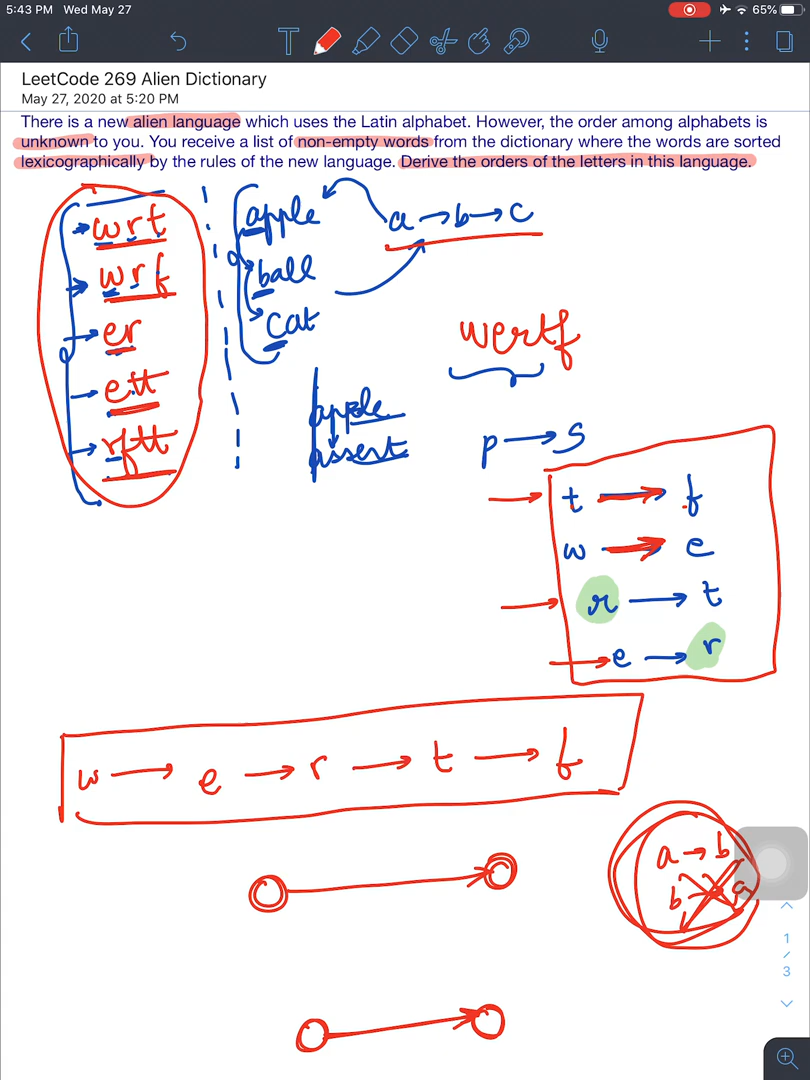 5:43 PM Wed May 27
65%
T
LeetCode 269 Alien Dictionary
May 27, 2020 at 5:20 PM
There is a new alien language which uses the Latin alphabet. However, the order among alphabets is
unknown to you. You receive a list of non-empty words from the dictionary where the words are sorted
lexicographically by the rules of the new language. Derive the orders of the letters in this language.
wrt
wrf
er
ett
rftt
apple
ball
cat
a → b → c
wertf
apple
assert
p → s
t → f
w → e
r → t
e → r
w → e → r → t → f
a → b
b → a
1
/
3